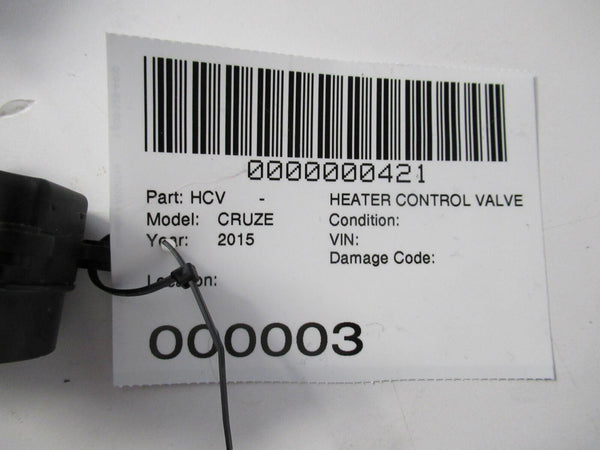 0000000421
Part: HCV - HEATER CONTROL VALVE
Model: CRUZE Condition:
Year: 2015 VIN:
Damage Code:
Location:
000003